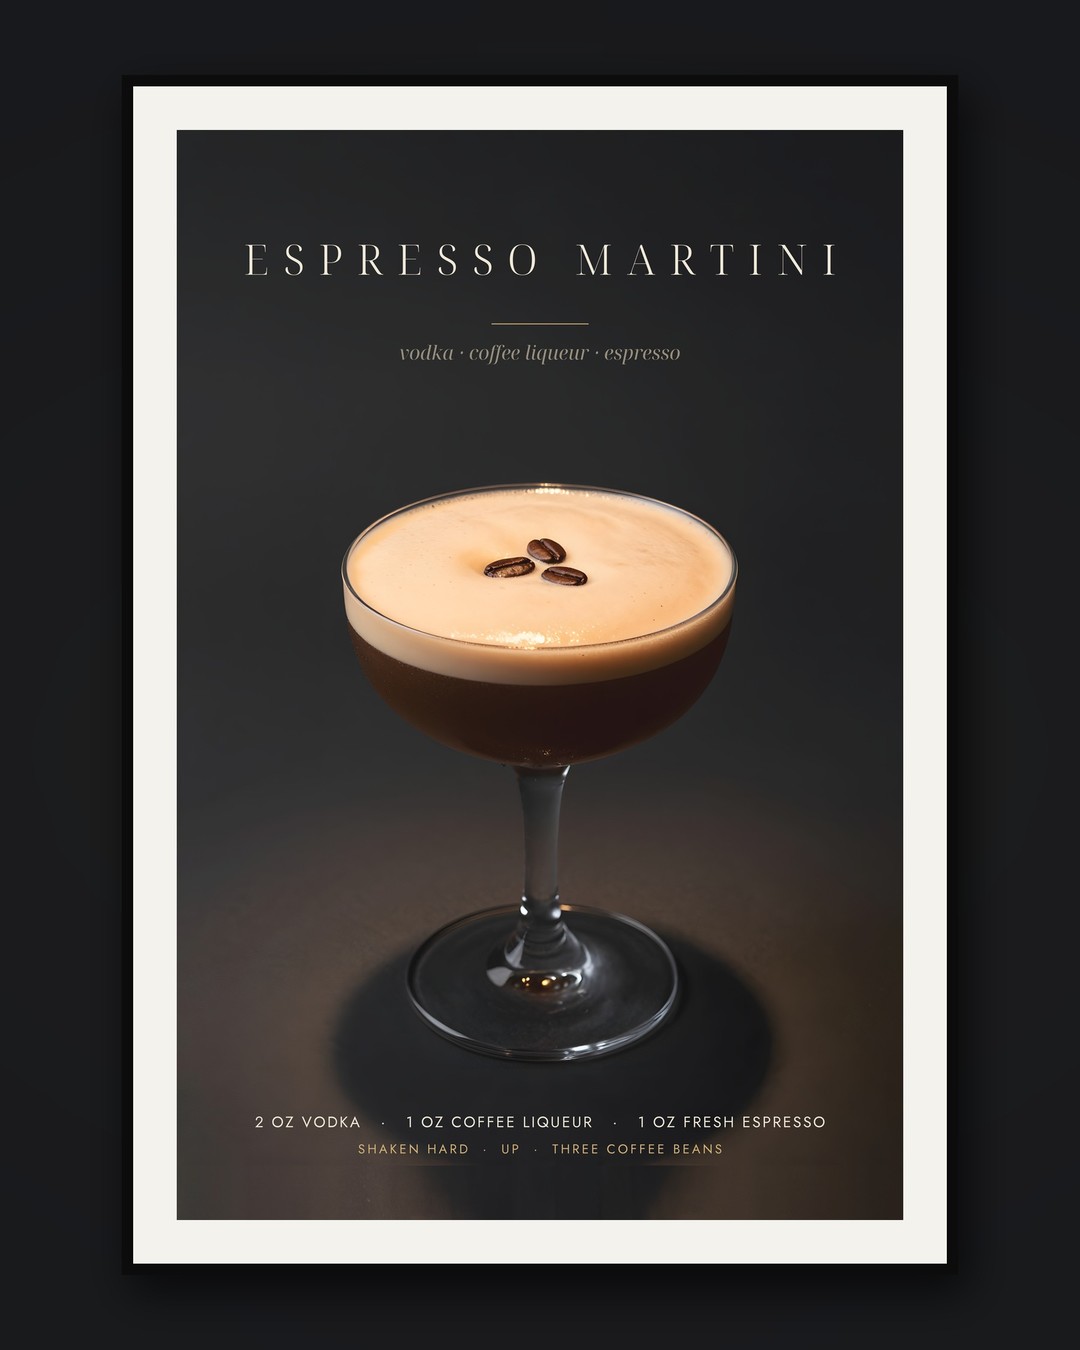 ESPRESSO MARTINI
vodka · coffee liqueur · espresso
2 OZ VODKA · 1 OZ COFFEE LIQUEUR · 1 OZ FRESH ESPRESSO
SHAKEN HARD · UP · THREE COFFEE BEANS